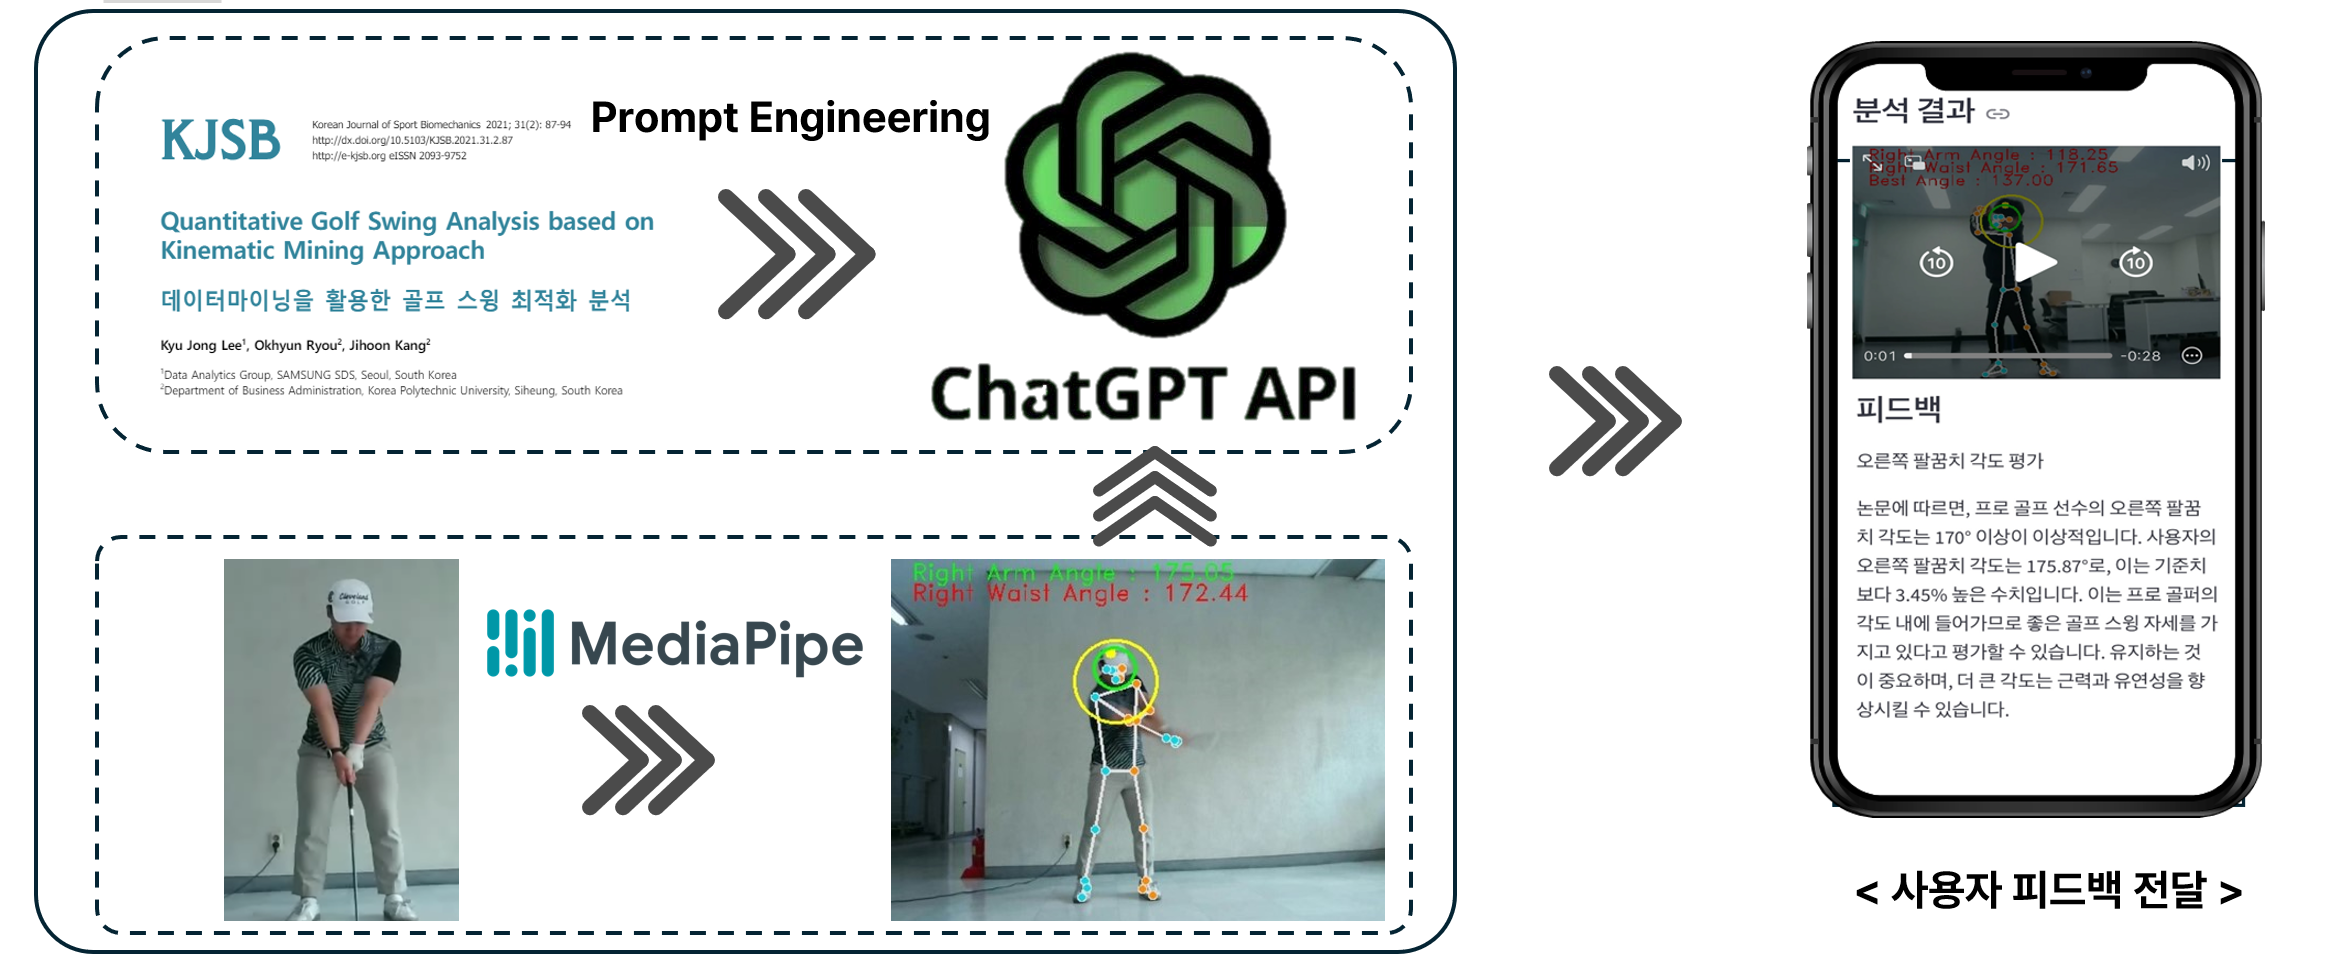 KJSB
Korean Journal of Sport Biomechanics 2021; 31(2): 87-94
http://dx.doi.org/10.5103/KJSB.2021.31.2.87
http://e-kjsb.org eISSN 2093-9752
Prompt Engineering
Quantitative Golf Swing Analysis based on
Kinematic Mining Approach
데이터마이닝을 활용한 골프 스윙 최적화 분석
Kyu Jong Lee1, Okhyun Ryou2, Jihoon Kang2
1Data Analytics Group, SAMSUNG SDS, Seoul, South Korea
2Department of Business Administration, Korea Polytechnic University, Siheung, South Korea
ChatGPT API
Cleveland
GOLF
MediaPipe
Right Arm Angle : 175.05
Right Waist Angle : 172.44
분석 결과
Right Arm Angle : 118.25
Right Waist Angle : 171.65
Best Angle : 137.00
10
10
0:01
-0:28
피드백
오른쪽 팔꿈치 각도 평가
논문에 따르면, 프로 골프 선수의 오른쪽 팔꿈
치 각도는 170° 이상이 이상적입니다. 사용자의
오른쪽 팔꿈치 각도는 175.87°로, 이는 기준치
보다 3.45% 높은 수치입니다. 이는 프로 골퍼의
각도 내에 들어가므로 좋은 골프 스윙 자세를 가
지고 있다고 평가할 수 있습니다. 유지하는 것
이 중요하며, 더 큰 각도는 근력과 유연성을 향
상시킬 수 있습니다.
< 사용자 피드백 전달 >